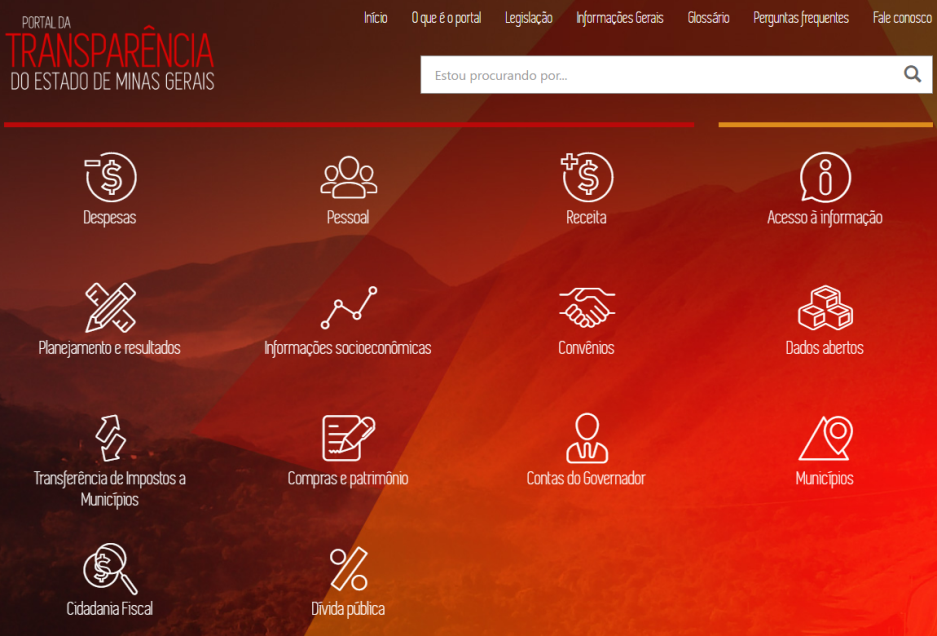 PORTAL DA
TRANSPARÊNCIA
DO ESTADO DE MINAS GERAIS
Início O que é o portal Legislação Informações Gerais Glossário Perguntas frequentes Fale conosco
Estou procurando por...
Despesas
Pessoal
Receita
Acesso à informação
Planejamento e resultados
Informações socioeconômicas
Convênios
Dados abertos
Transferência de Impostos a
Municípios
Compras e patrimônio
Contas do Governador
Municípios
Cidadania Fiscal
Dívida pública